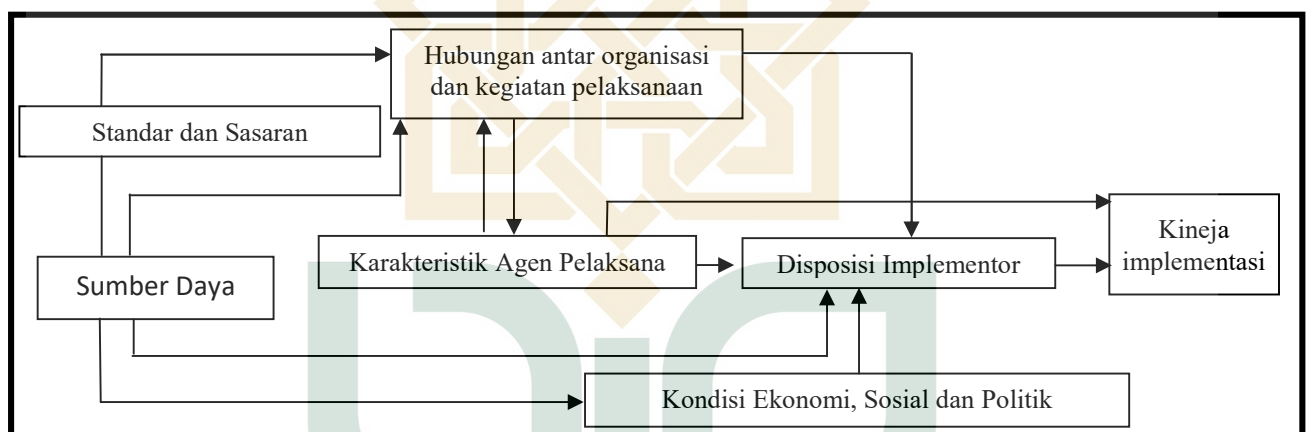 Hubungan antar organisasi
dan kegiatan pelaksanaan
Standar dan Sasaran
Sumber Daya
Karakteristik Agen Pelaksana
Disposisi Implementor
Kineja
implementasi
Kondisi Ekonomi, Sosial dan Politik